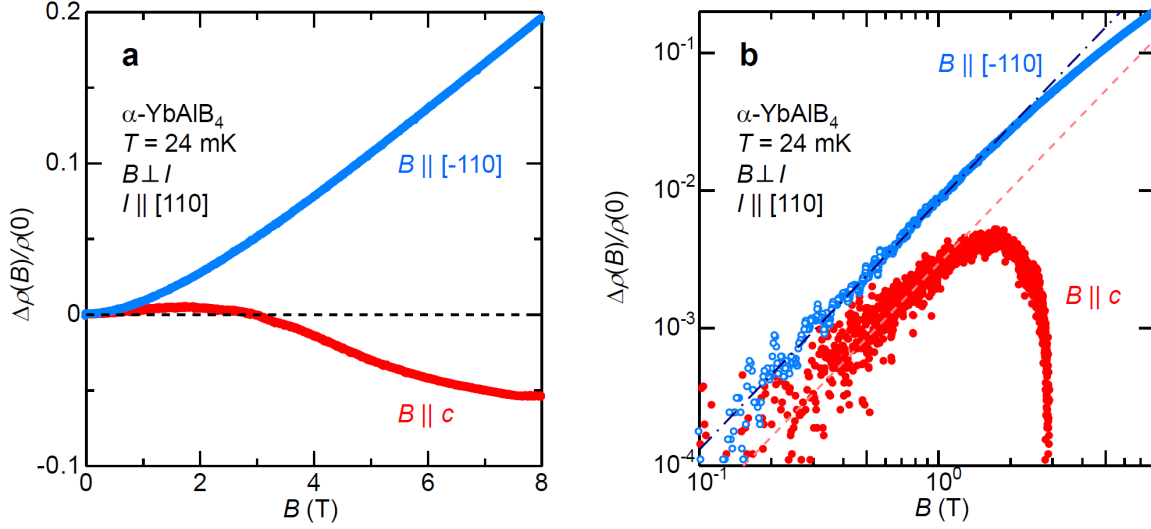 0.2
a
α-YbAlB₄
T = 24 mK
B ⊥ I
I || [110]
B || [-110]
B || c
0.1
0
-0.1
0 2 4 6 8
Δρ(B)/ρ(0)
B (T)
b
B || [-110]
α-YbAlB₄
T = 24 mK
B ⊥ I
I || [110]
B || c
10⁻¹
10⁻²
10⁻³
10⁻⁴
10⁻¹ 10⁰
Δρ(B)/ρ(0)
B (T)